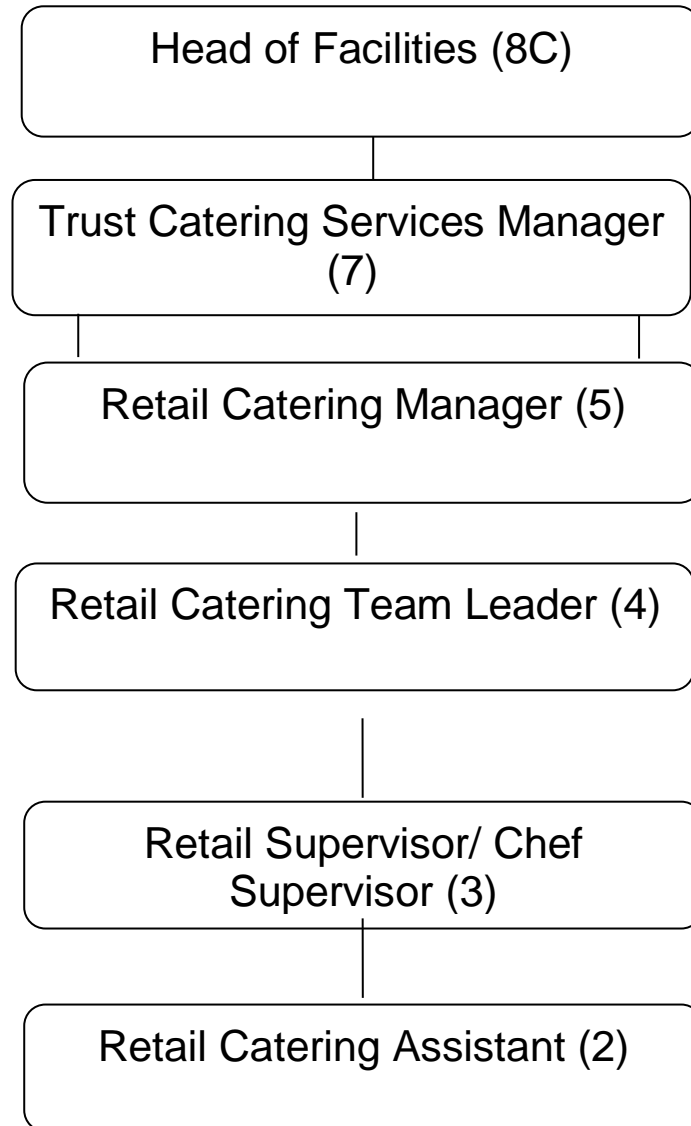 Head of Facilities (8C)
Trust Catering Services Manager
(7)
Retail Catering Manager (5)
Retail Catering Team Leader (4)
Retail Supervisor/ Chef
Supervisor (3)
Retail Catering Assistant (2)